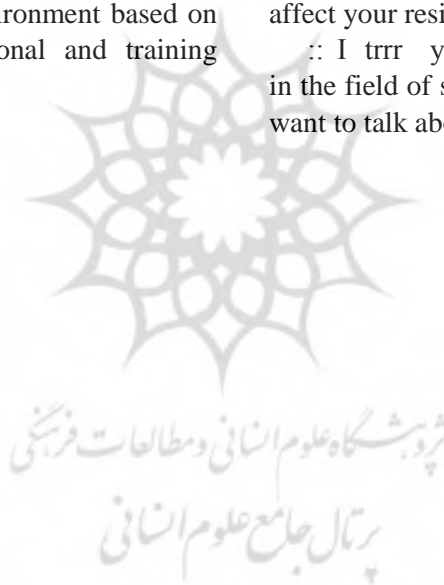 ironment based on
onal and training
affect your resi
:: I trrr y
in the field of s
want to talk abo
پژوهشگاه علوم انسانی و مطالعات فرهنگی
پرتال جامع علوم انسانی